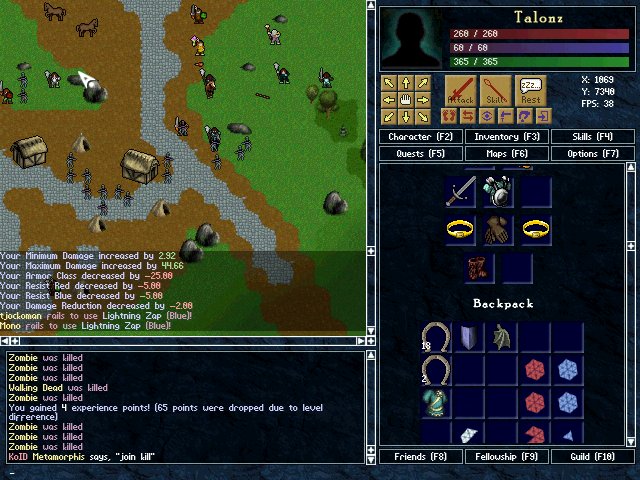 Talonz
260 / 260
60 / 60
365 / 365
Attack
Skills
zZz...
Rest
X: 1069
Y: 7340
FPS: 38
Character (F2)
Inventory (F3)
Skills (F4)
Quests (F5)
Maps (F6)
Options (F7)
Your Minimum Damage increased by 2.92
Your Maximum Damage increased by 44.66
Your Armor Class decreased by -25.00
Your Resist Red decreased by -5.00
Your Resist Blue decreased by -5.00
Your Damage Reduction decreased by -2.00
tjockoman fails to use Lightning Zap (Blue)!
Mono fails to use Lightning Zap (Blue)!
Backpack
18
2
Zombie was killed
Zombie was killed
Zombie was killed
Walking Dead was killed
Zombie was killed
You gained 4 experience points! (65 points were dropped due to level
difference)
Zombie was killed
Zombie was killed
KoID Metamorphis says, "join kill"
Friends (F8)
Fellowship (F9)
Guild (F10)